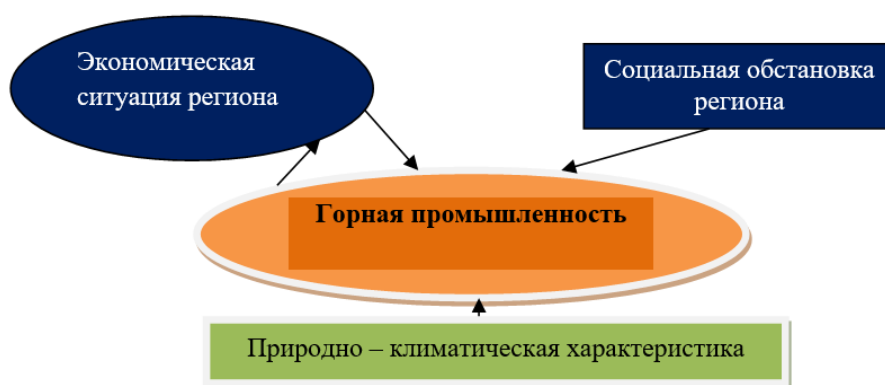 Экономическая
ситуация региона
Социальная обстановка
региона
Горная промышленность
Природно – климатическая характеристика